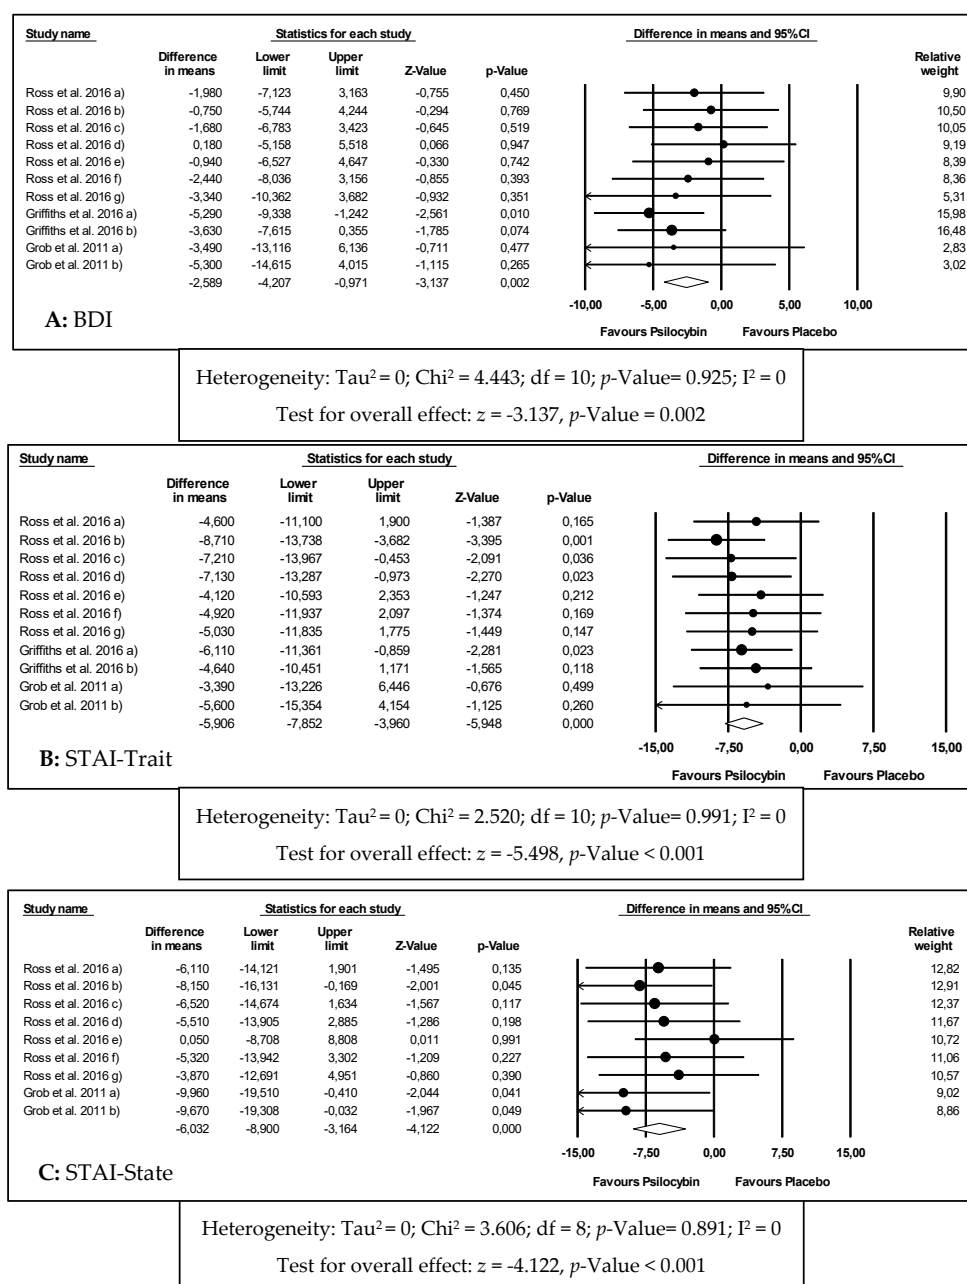 Study name Statistics for each study Difference in means and 95%CI
Difference in means Lower limit Upper limit Z-Value p-Value Relative weight
Ross et al. 2016 a) -1,980 -7,123 3,163 -0,755 0,450 9,90
Ross et al. 2016 b) -0,750 -5,744 4,244 -0,294 0,769 10,50
Ross et al. 2016 c) -1,680 -6,783 3,423 -0,645 0,519 10,05
Ross et al. 2016 d) 0,180 -5,158 5,518 0,066 0,947 9,19
Ross et al. 2016 e) -0,940 -6,527 4,647 -0,330 0,742 8,39
Ross et al. 2016 f) -2,440 -8,036 3,156 -0,855 0,393 8,36
Ross et al. 2016 g) -3,340 -10,362 3,682 -0,932 0,351 5,31
Griffiths et al. 2016 a) -5,290 -9,338 -1,242 -2,561 0,010 15,98
Griffiths et al. 2016 b) -3,630 -7,615 0,355 -1,785 0,074 16,48
Grob et al. 2011 a) -3,490 -13,116 6,136 -0,711 0,477 2,83
Grob et al. 2011 b) -5,300 -14,615 4,015 -1,115 0,265 3,02
-2,589 -4,207 -0,971 -3,137 0,002
-10,00 -5,00 0,00 5,00 10,00
A: BDI
Favours Psilocybin Favours Placebo
Heterogeneity: Tau² = 0; Chi² = 4.443; df = 10; p-Value= 0.925; I² = 0
Test for overall effect: z = -3.137, p-Value = 0.002
Study name Statistics for each study Difference in means and 95%CI
Difference in means Lower limit Upper limit Z-Value p-Value
Ross et al. 2016 a) -4,600 -11,100 1,900 -1,387 0,165
Ross et al. 2016 b) -8,710 -13,738 -3,682 -3,395 0,001
Ross et al. 2016 c) -7,210 -13,967 -0,453 -2,091 0,036
Ross et al. 2016 d) -7,130 -13,287 -0,973 -2,270 0,023
Ross et al. 2016 e) -4,120 -10,593 2,353 -1,247 0,212
Ross et al. 2016 f) -4,920 -11,937 2,097 -1,374 0,169
Ross et al. 2016 g) -5,030 -11,835 1,775 -1,449 0,147
Griffiths et al. 2016 a) -6,110 -11,361 -0,859 -2,281 0,023
Griffiths et al. 2016 b) -4,640 -10,451 1,171 -1,565 0,118
Grob et al. 2011 a) -3,390 -13,226 6,446 -0,676 0,499
Grob et al. 2011 b) -5,600 -15,354 4,154 -1,125 0,260
-5,906 -7,852 -3,960 -5,948 0,000
-15,00 -7,50 0,00 7,50 15,00
B: STAI-Trait
Favours Psilocybin Favours Placebo
Heterogeneity: Tau² = 0; Chi² = 2.520; df = 10; p-Value= 0.991; I² = 0
Test for overall effect: z = -5.498, p-Value < 0.001
Study name Statistics for each study Difference in means and 95%CI
Difference in means Lower limit Upper limit Z-Value p-Value Relative weight
Ross et al. 2016 a) -6,110 -14,121 1,901 -1,495 0,135 12,82
Ross et al. 2016 b) -8,150 -16,131 -0,169 -2,001 0,045 12,91
Ross et al. 2016 c) -6,520 -14,674 1,634 -1,567 0,117 12,37
Ross et al. 2016 d) -5,510 -13,905 2,885 -1,286 0,198 11,67
Ross et al. 2016 e) 0,050 -8,708 8,808 0,011 0,991 10,72
Ross et al. 2016 f) -5,320 -13,942 3,302 -1,209 0,227 11,06
Ross et al. 2016 g) -3,870 -12,691 4,951 -0,860 0,390 10,57
Grob et al. 2011 a) -9,960 -19,510 -0,410 -2,044 0,041 9,02
Grob et al. 2011 b) -9,670 -19,308 -0,032 -1,967 0,049 8,86
-6,032 -8,900 -3,164 -4,122 0,000
-15,00 -7,50 0,00 7,50 15,00
C: STAI-State
Favours Psilocybin Favours Placebo
Heterogeneity: Tau² = 0; Chi² = 3.606; df = 8; p-Value= 0.891; I² = 0
Test for overall effect: z = -4.122, p-Value < 0.001